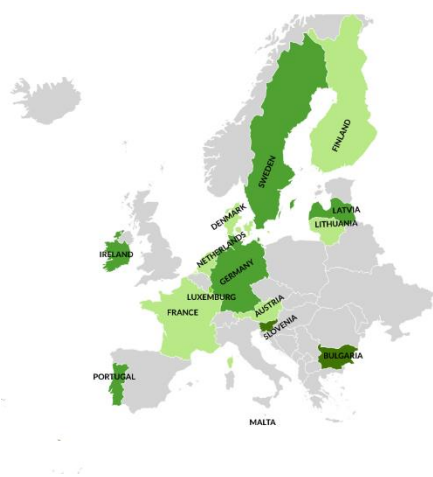 FINLAND
SWEDEN
DENMARK
LATVIA
LITHUANIA
NETHERLANDS
IRELAND
GERMANY
LUXEMBURG
AUSTRIA
FRANCE
SLOVENIA
BULGARIA
PORTUGAL
MALTA